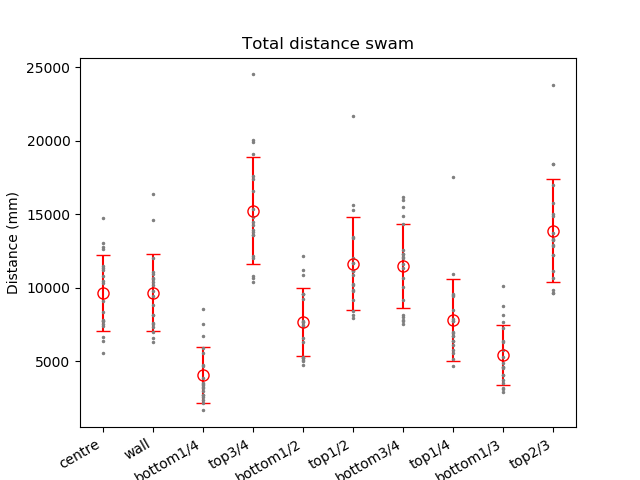 Total distance swam
25000
20000
15000
10000
5000
Distance (mm)
centre
wall
bottom1/4
top3/4
bottom1/2
top1/2
bottom3/4
top1/4
bottom1/3
top2/3